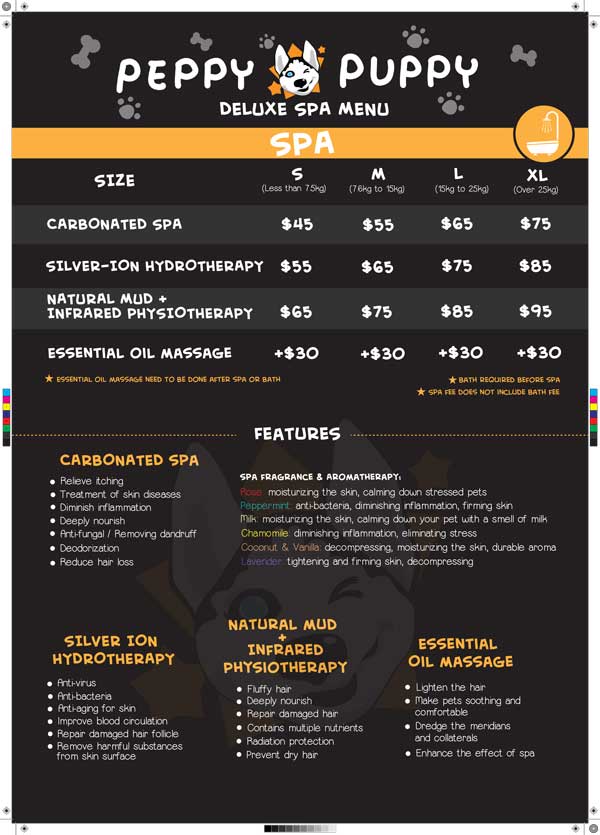 PEPPY PUPPY
DELUXE SPA MENU
SPA
SIZE S M L XL
(Less than 7.5kg) (7.6kg to 15kg) (15kg to 25kg) (Over 25kg)
CARBONATED SPA $45 $55 $65 $75
SILVER-ION HYDROTHERAPY $55 $65 $75 $85
NATURAL MUD +
INFRARED PHYSIOTHERAPY $65 $75 $85 $95
ESSENTIAL OIL MASSAGE +$30 +$30 +$30 +$30
★ ESSENTIAL OIL MASSAGE NEED TO BE DONE AFTER SPA OR BATH
★ BATH REQUIRED BEFORE SPA
★ SPA FEE DOES NOT INCLUDE BATH FEE
FEATURES
CARBONATED SPA
• Relieve itching
• Treatment of skin diseases
• Diminish inflammation
• Deeply nourish
• Anti-fungal / Removing dandruff
• Deodorization
• Reduce hair loss
SPA FRAGRANCE & AROMATHERAPY:
Rose: moisturizing the skin, calming down stressed pets
Peppermint: anti-bacteria, diminishing inflammation, firming skin
Milk: moisturizing the skin, calming down your pet with a smell of milk
Chamomile: diminishing inflammation, eliminating stress
Coconut & Vanilla: decompressing, moisturizing the skin, durable aroma
Lavender: tightening and firming skin, decompressing
SILVER ION
HYDROTHERAPY
• Anti-virus
• Anti-bacteria
• Anti-aging for skin
• Improve blood circulation
• Repair damaged hair follicle
• Remove harmful substances
from skin surface
NATURAL MUD
+
INFRARED
PHYSIOTHERAPY
• Fluffy hair
• Deeply nourish
• Repair damaged hair
• Contains multiple nutrients
• Radiation protection
• Prevent dry hair
ESSENTIAL
OIL MASSAGE
• Lighten the hair
• Make pets soothing and
comfortable
• Dredge the meridians
and collaterals
• Enhance the effect of spa